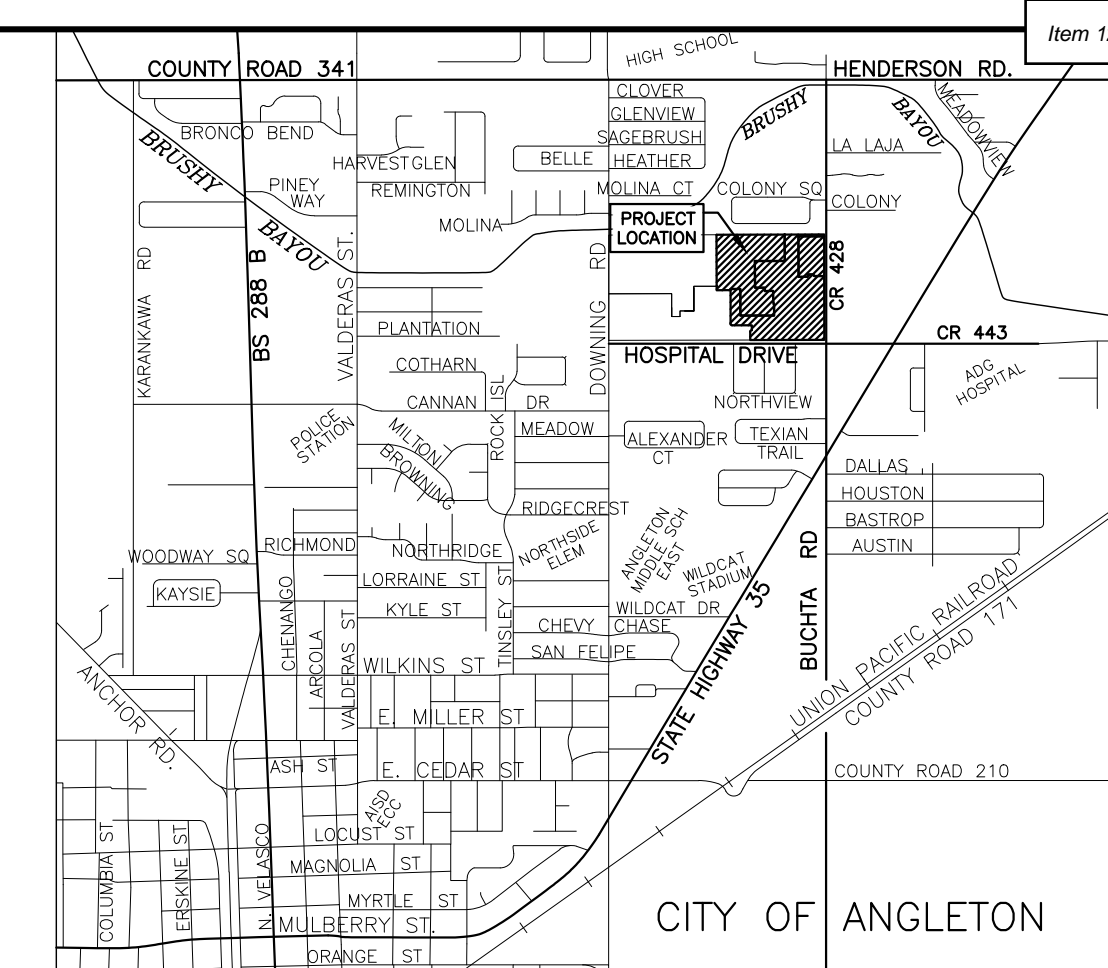 Item 1
HIGH SCHOOL
COUNTY ROAD 341
HENDERSON RD.
CLOVER
GLENVIEW
SAGEBRUSH
HEATHER
BRUSHY
BAYOU
MEADOWVIEW
BRONCO BEND
BRUSHY
BAYOU
HARVEST GLEN
BELLE
LA LAJA
PINEY
WAY
REMINGTON
MOLINA CT
COLONY SQ
COLONY
MOLINA
PROJECT
LOCATION
KARANKAWA RD
BS 288 B
VALDERAS ST.
DOWNING RD
CR 428
PLANTATION
CR 443
HOSPITAL DRIVE
COTHARN
ADG
HOSPITAL
CANNAN DR
ROCK ISL
NORTHVIEW
POLICE
STATION
MILTON
BROWNING
MEADOW
ALEXANDER
CT
TEXIAN
TRAIL
DALLAS
HOUSTON
BASTROP
AUSTIN
RIDGECREST
NORTHSIDE
ELEM
ANGLETON
MIDDLE SCH
EAST
WILDCAT
STADIUM
WOODWAY SQ
RICHMOND
NORTHRIDGE
KAYSIE
LORRAINE ST
KYLE ST
TINSLEY ST
WILDCAT DR
CHEVY CHASE
SAN FELIPE
CHENANGO
ARCOLA
VALDERAS ST
WILKINS ST
STATE HIGHWAY 35
BUCHTA RD
UNION PACIFIC RAILROAD
COUNTY ROAD 171
ANCHOR RD.
E. MILLER ST
ASH ST
E. CEDAR ST
COUNTY ROAD 210
AISD
ECC
COLUMBIA ST
ERSKINE ST
N. VELASCO
LOCUST ST
MAGNOLIA ST
MYRTLE ST
MULBERRY ST.
ORANGE ST
CITY OF ANGLETON